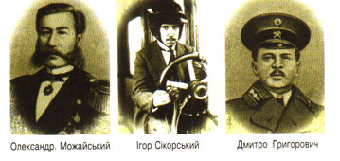 Олександр. Можайський
Ігор Сікорський
Дмитро Григорович